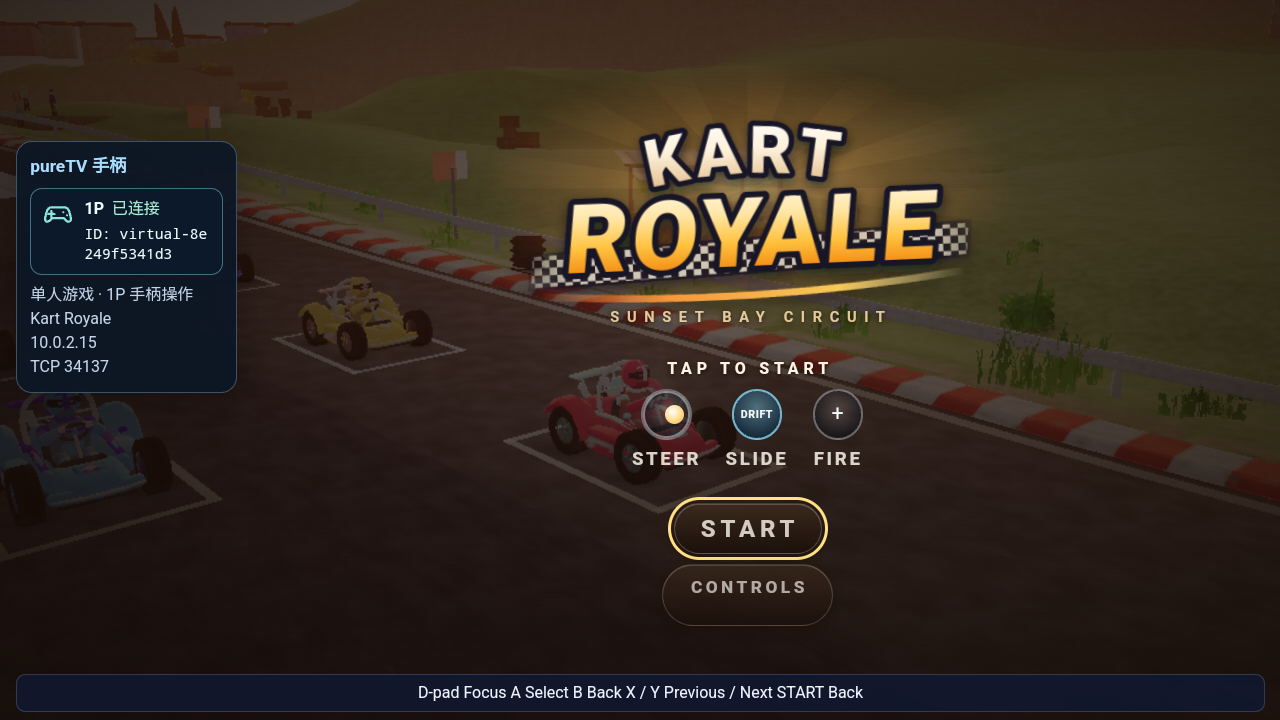 pureTV 手柄
1P 已连接
ID: virtual-8e
249f5341d3
单人游戏 · 1P 手柄操作
Kart Royale
10.0.2.15
TCP 34137
KART
ROYALE
SUNSET BAY CIRCUIT
TAP TO START
DRIFT
+
STEER SLIDE FIRE
START
CONTROLS
D-pad Focus A Select B Back X / Y Previous / Next START Back